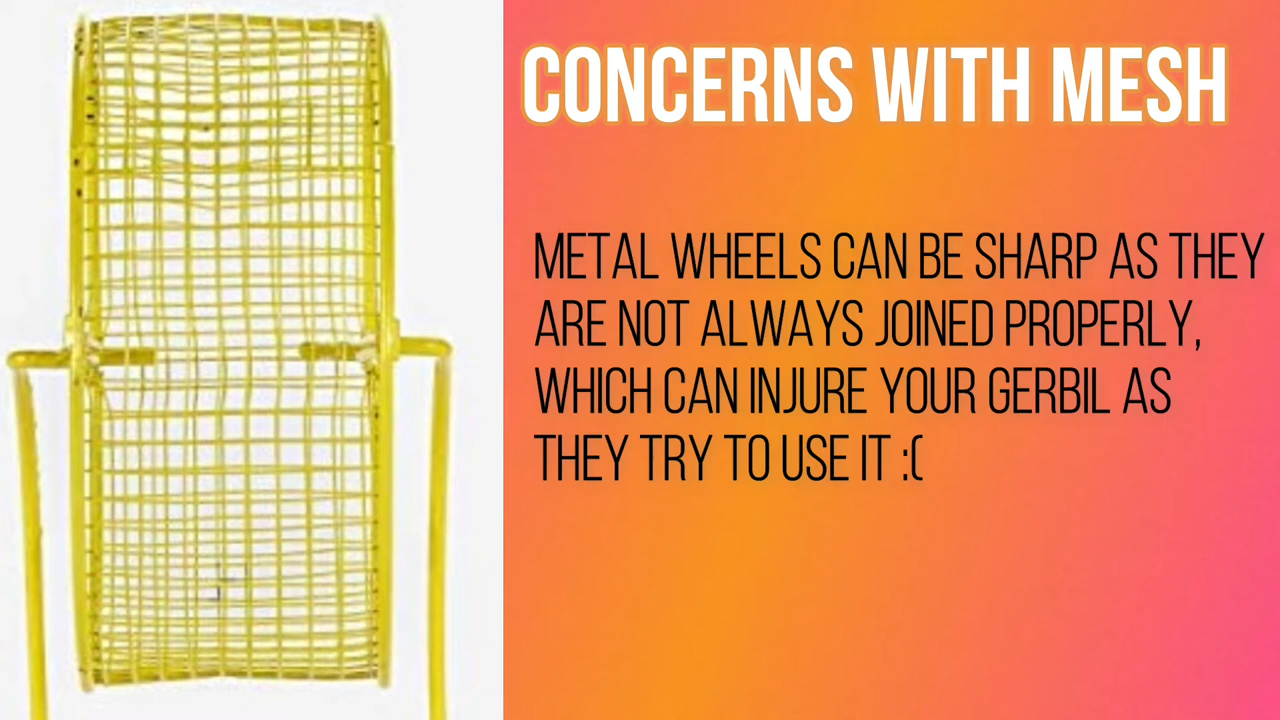 CONCERNS WITH MESH
METAL WHEELS CAN BE SHARP AS THEY
ARE NOT ALWAYS JOINED PROPERLY,
WHICH CAN INJURE YOUR GERBIL AS
THEY TRY TO USE IT :(